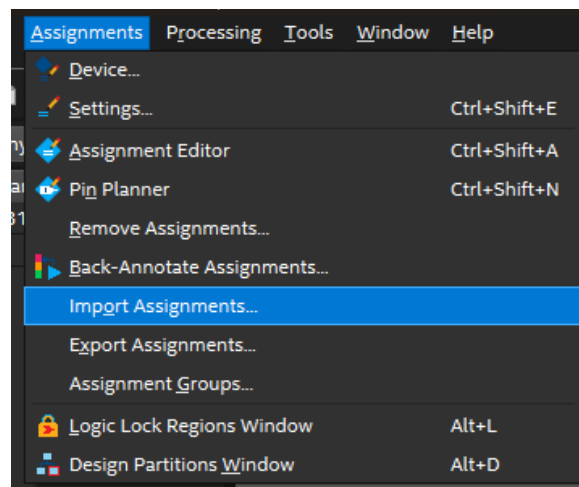 Assignments Processing Tools Window Help
Device...
Settings... Ctrl+Shift+E
Assignment Editor Ctrl+Shift+A
Pin Planner Ctrl+Shift+N
Remove Assignments...
Back-Annotate Assignments...
Import Assignments...
Export Assignments...
Assignment Groups...
Logic Lock Regions Window Alt+L
Design Partitions Window Alt+D